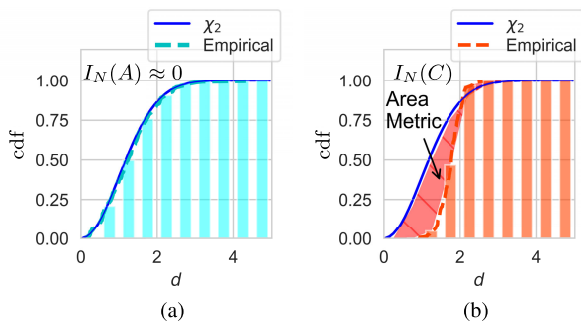 χ₂
Empirical
I_N(A) ≈ 0
1.00
0.75
0.50
0.25
0.00
cdf
0
2
4
d
(a)
χ₂
Empirical
I_N(C)
Area
Metric
1.00
0.75
0.50
0.25
0.00
cdf
0
2
4
d
(b)